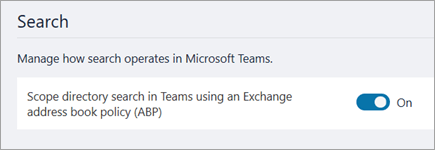 Search
Manage how search operates in Microsoft Teams.
Scope directory search in Teams using an Exchange
address book policy (ABP)
On